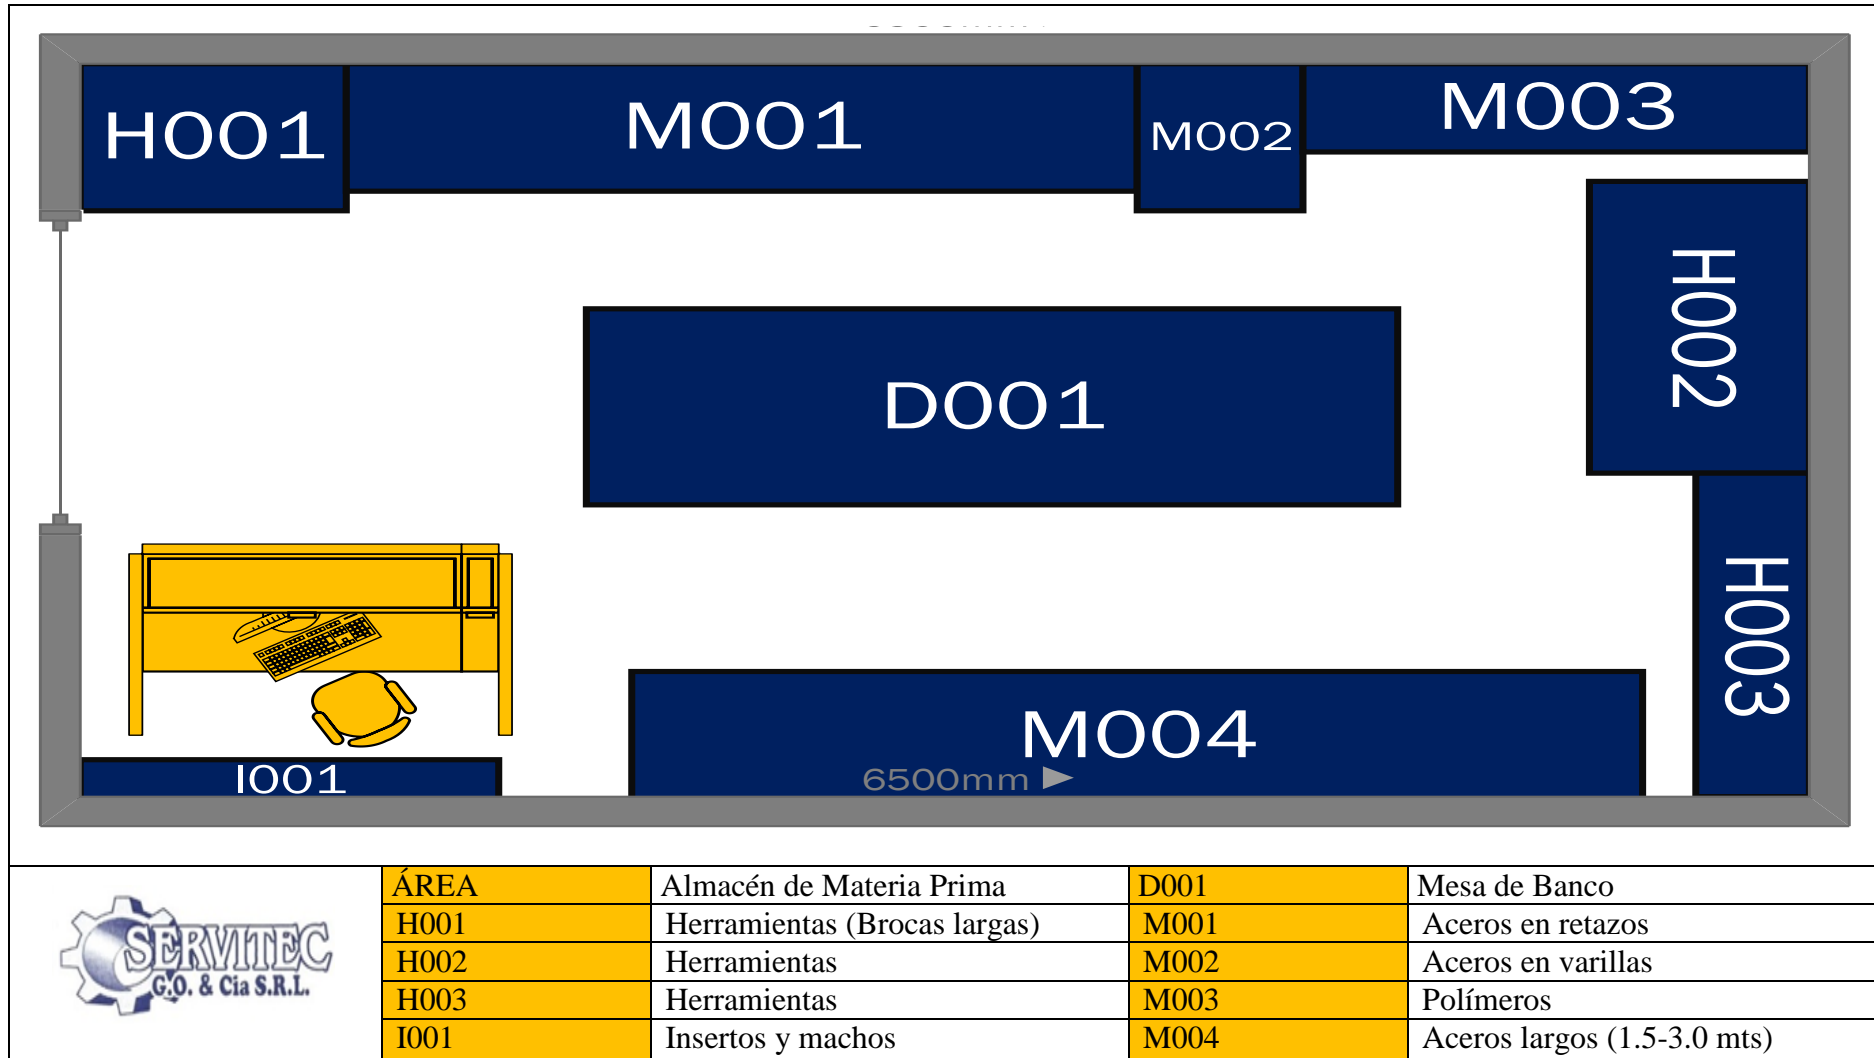 H001
M001
M002
M003
H002
D001
H003
M004
6500mm
I001
ÁREA Almacén de Materia Prima D001 Mesa de Banco
H001 Herramientas (Brocas largas) M001 Aceros en retazos
H002 Herramientas M002 Aceros en varillas
H003 Herramientas M003 Polímeros
I001 Insertos y machos M004 Aceros largos (1.5-3.0 mts)
SERVITEC
G.O. & Cia S.R.L.